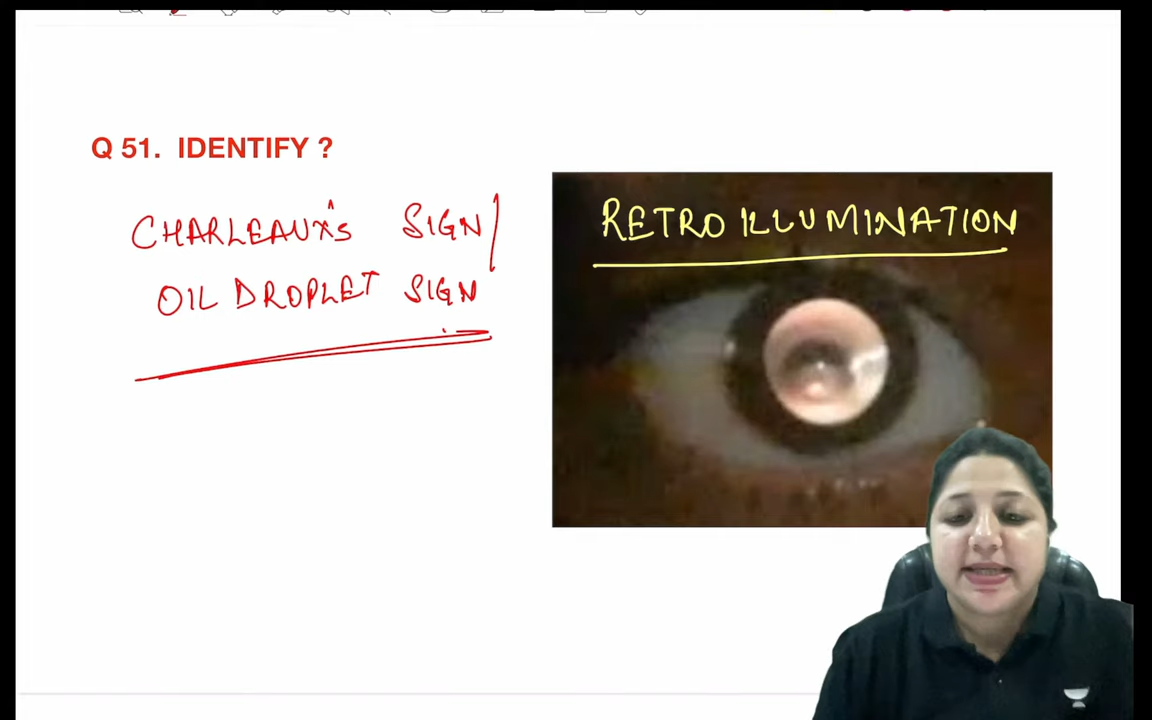 Q 51. IDENTIFY ?
CHARLEAUX's SIGN/
OIL DROPLET SIGN
RETRO ILLUMINATION